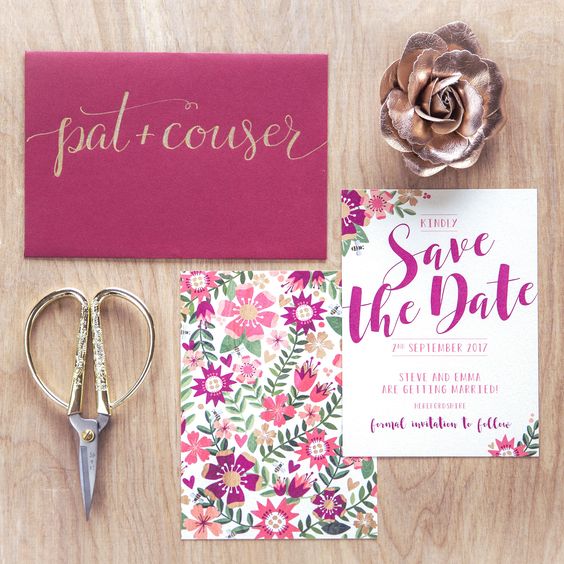 pat + couser
KINDLY
Save
the Date
2ND SEPTEMBER 2017
STEVE AND EMMA
ARE GETTING MARRIED!
HEREFORDSHIRE
formal invitation to follow